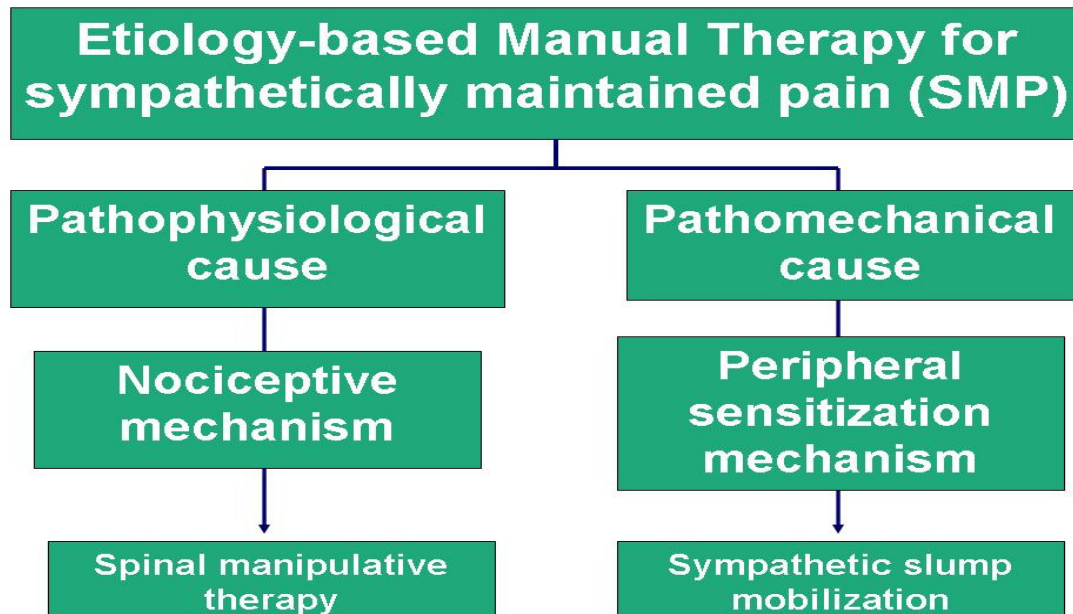 Etiology-based Manual Therapy for
sympathetically maintained pain (SMP)
Pathophysiological
cause
Pathomechanical
cause
Nociceptive
mechanism
Peripheral
sensitization
mechanism
Spinal manipulative
therapy
Sympathetic slump
mobilization